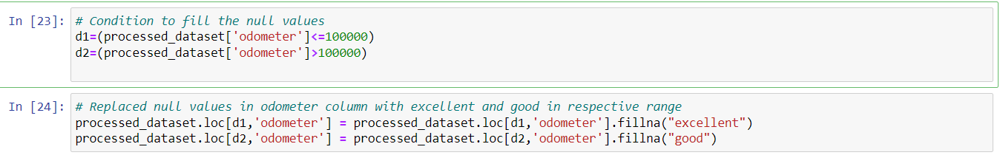 In [23]: # Condition to fill the null values
d1=(processed_dataset['odometer']<=100000)
d2=(processed_dataset['odometer']>100000)
In [24]: # Replaced null values in odometer column with excellent and good in respective range
processed_dataset.loc[d1,'odometer'] = processed_dataset.loc[d1,'odometer'].fillna("excellent")
processed_dataset.loc[d2,'odometer'] = processed_dataset.loc[d2,'odometer'].fillna("good")